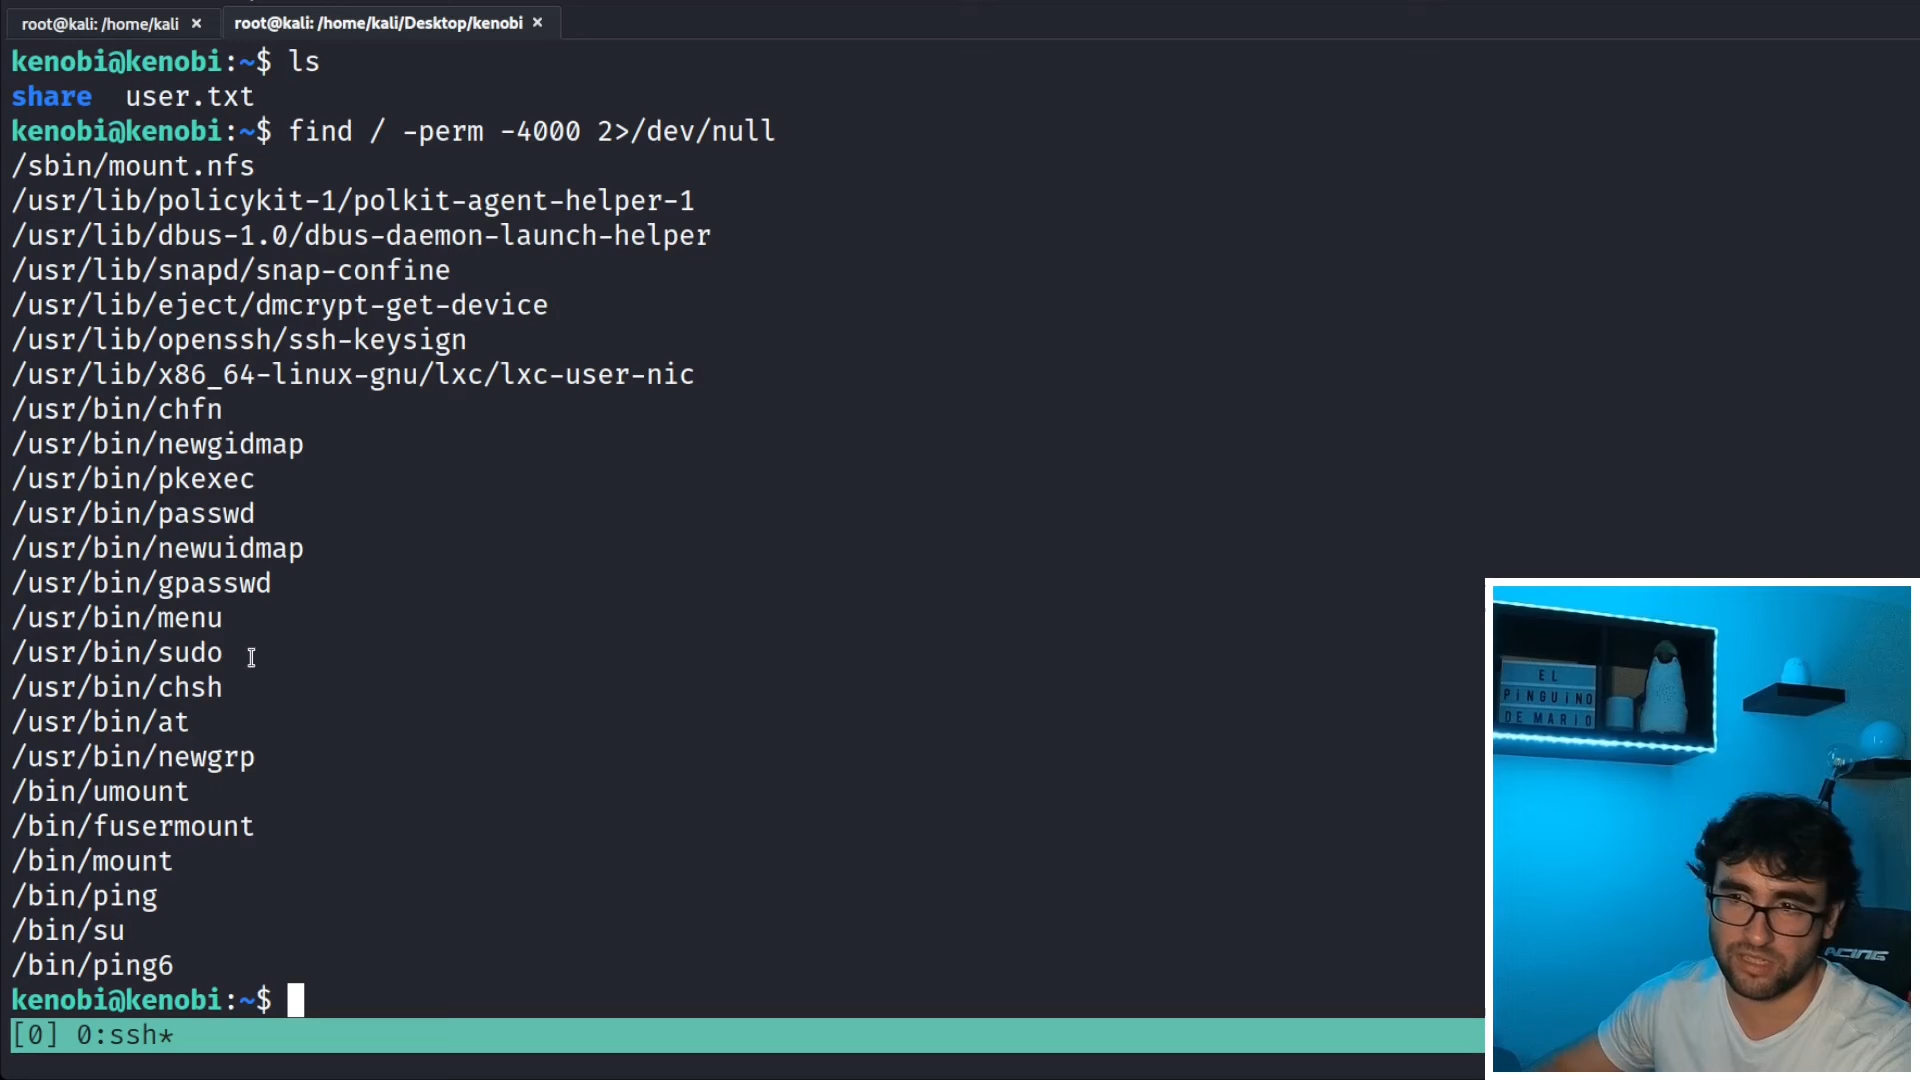 root@kali: /home/kali × root@kali: /home/kali/Desktop/kenobi ×
kenobi@kenobi:~$ ls
share  user.txt
kenobi@kenobi:~$ find / -perm -4000 2>/dev/null
/sbin/mount.nfs
/usr/lib/policykit-1/polkit-agent-helper-1
/usr/lib/dbus-1.0/dbus-daemon-launch-helper
/usr/lib/snapd/snap-confine
/usr/lib/eject/dmcrypt-get-device
/usr/lib/openssh/ssh-keysign
/usr/lib/x86_64-linux-gnu/lxc/lxc-user-nic
/usr/bin/chfn
/usr/bin/newgidmap
/usr/bin/pkexec
/usr/bin/passwd
/usr/bin/newuidmap
/usr/bin/gpasswd
/usr/bin/menu
/usr/bin/sudo
/usr/bin/chsh
/usr/bin/at
/usr/bin/newgrp
/bin/umount
/bin/fusermount
/bin/mount
/bin/ping
/bin/su
/bin/ping6
kenobi@kenobi:~$
[0] 0:ssh*
EL
PiNGUiNO
DE MARIO